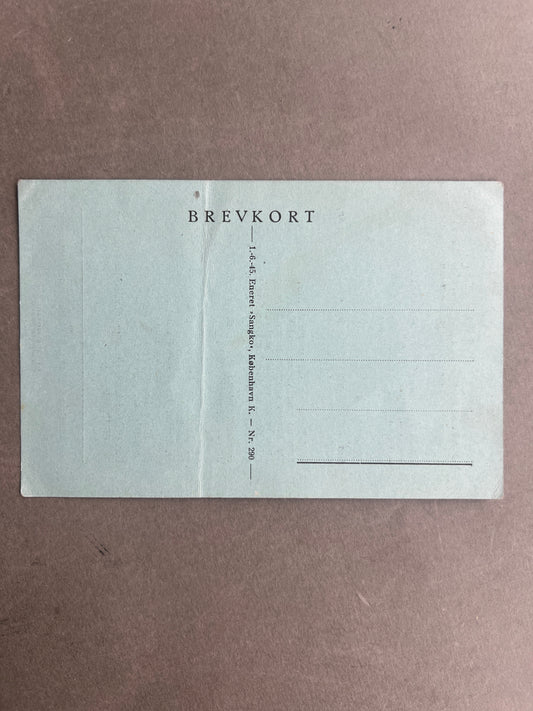 BREVKORT
1.-6.-45. Eneret »Sangko«, København K. — Nr. 290